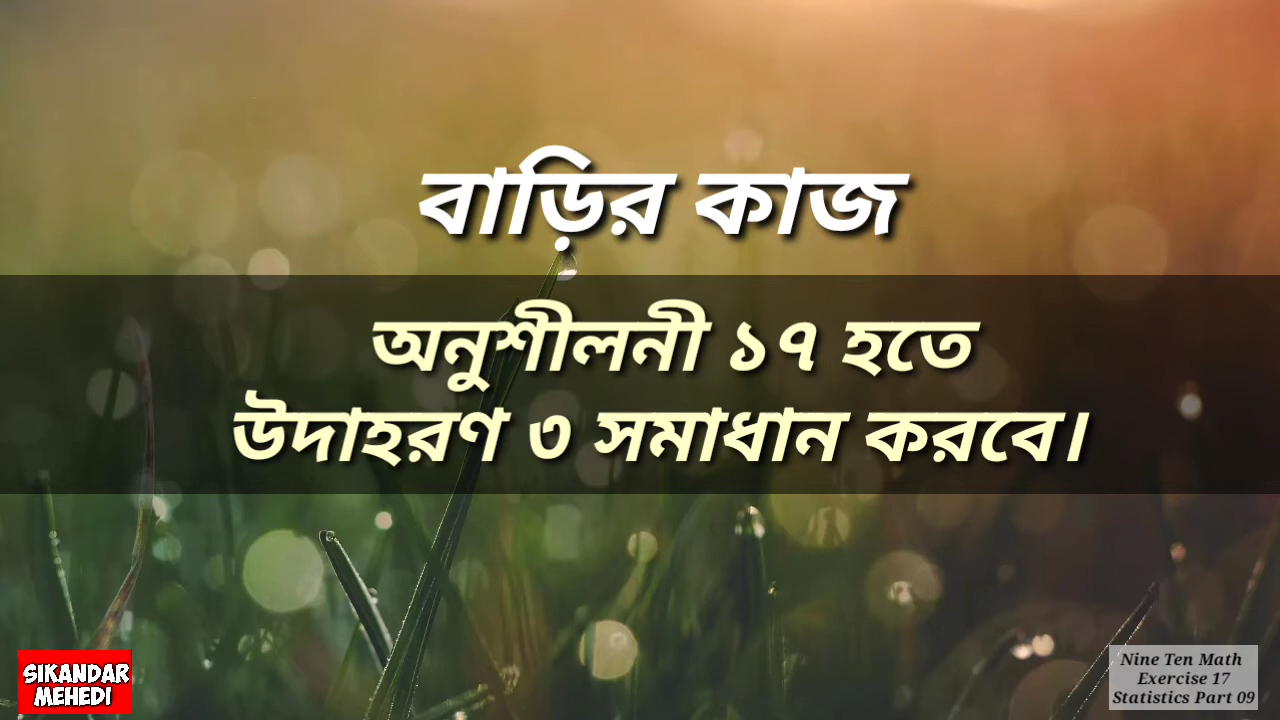 বাড়ির কাজ
অনুশীলনী ১৭ হতে
উদাহরণ ৩ সমাধান করবে।
SIKANDAR
MEHEDI
Nine Ten Math
Exercise 17
Statistics Part 09